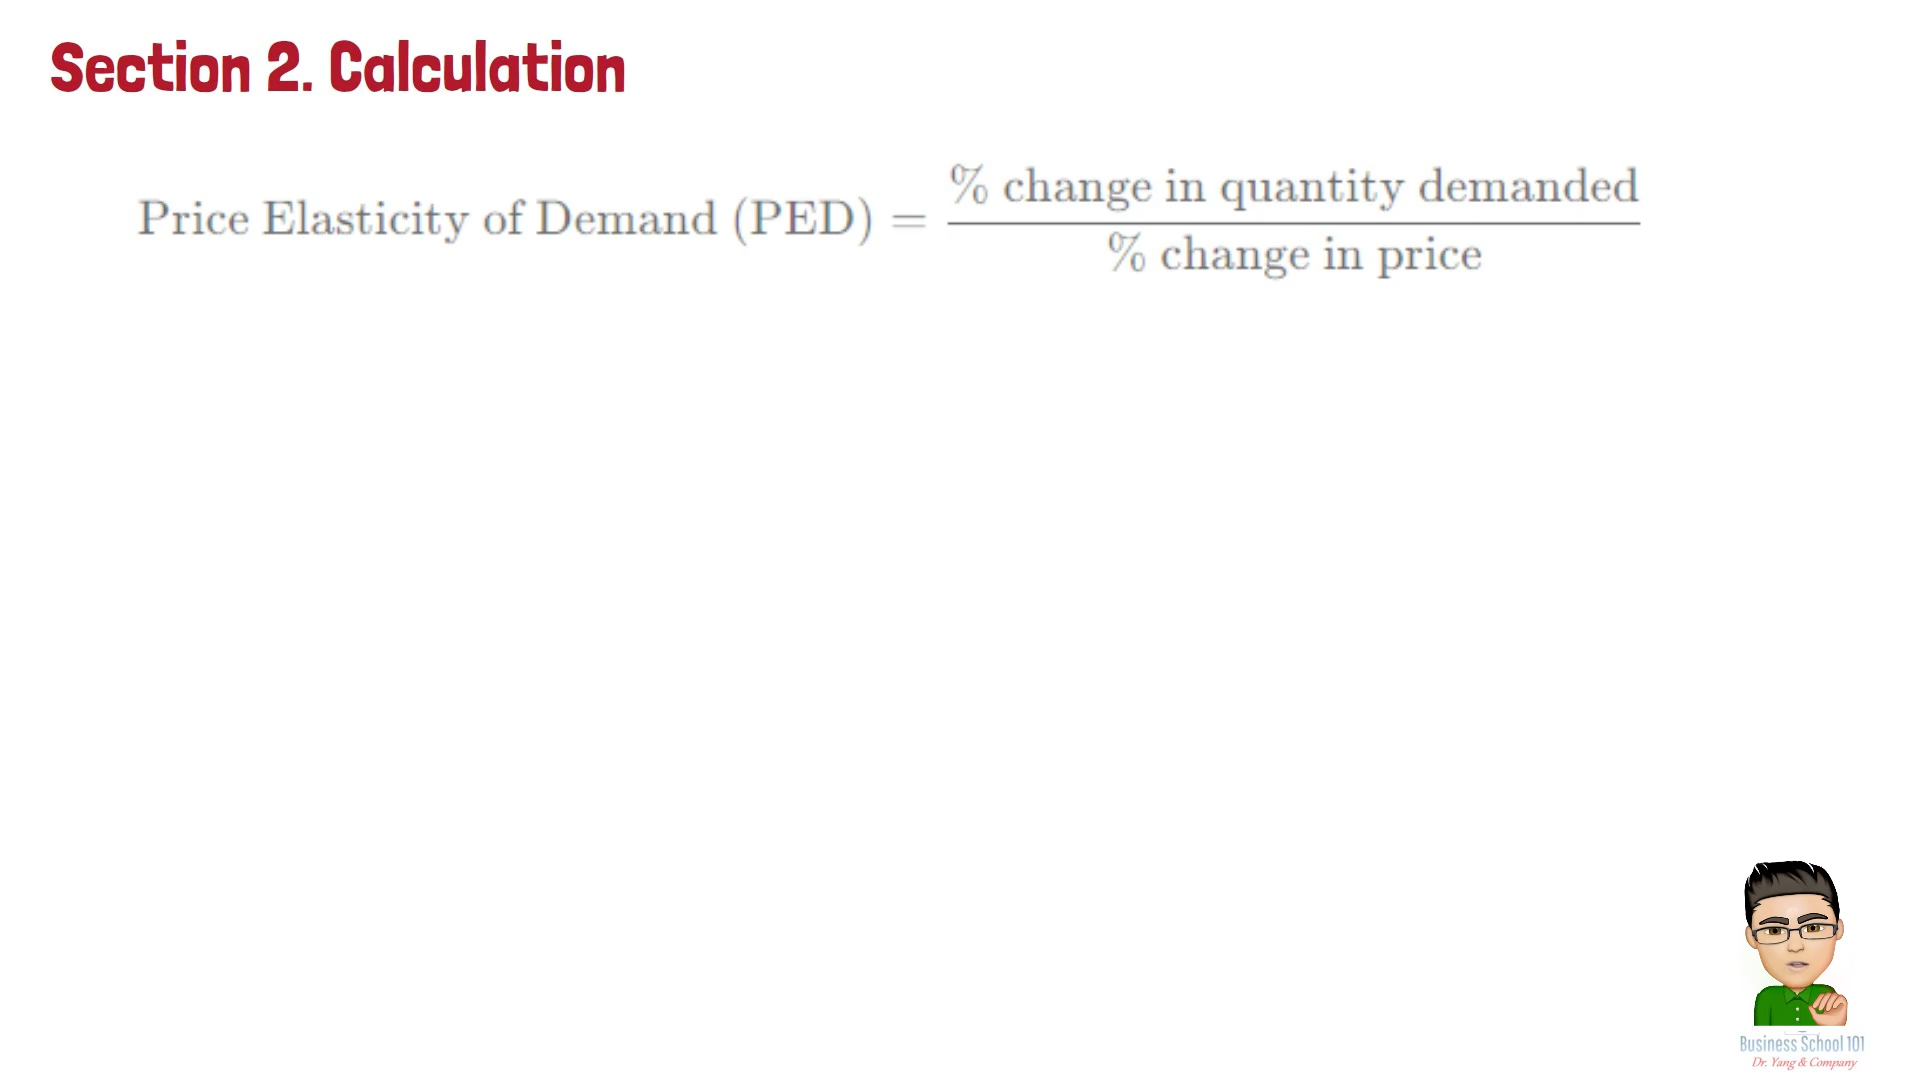 Section 2. Calculation
Price Elasticity of Demand (PED) = % change in quantity demanded
% change in price
Business School 101
Dr. Yang & Company